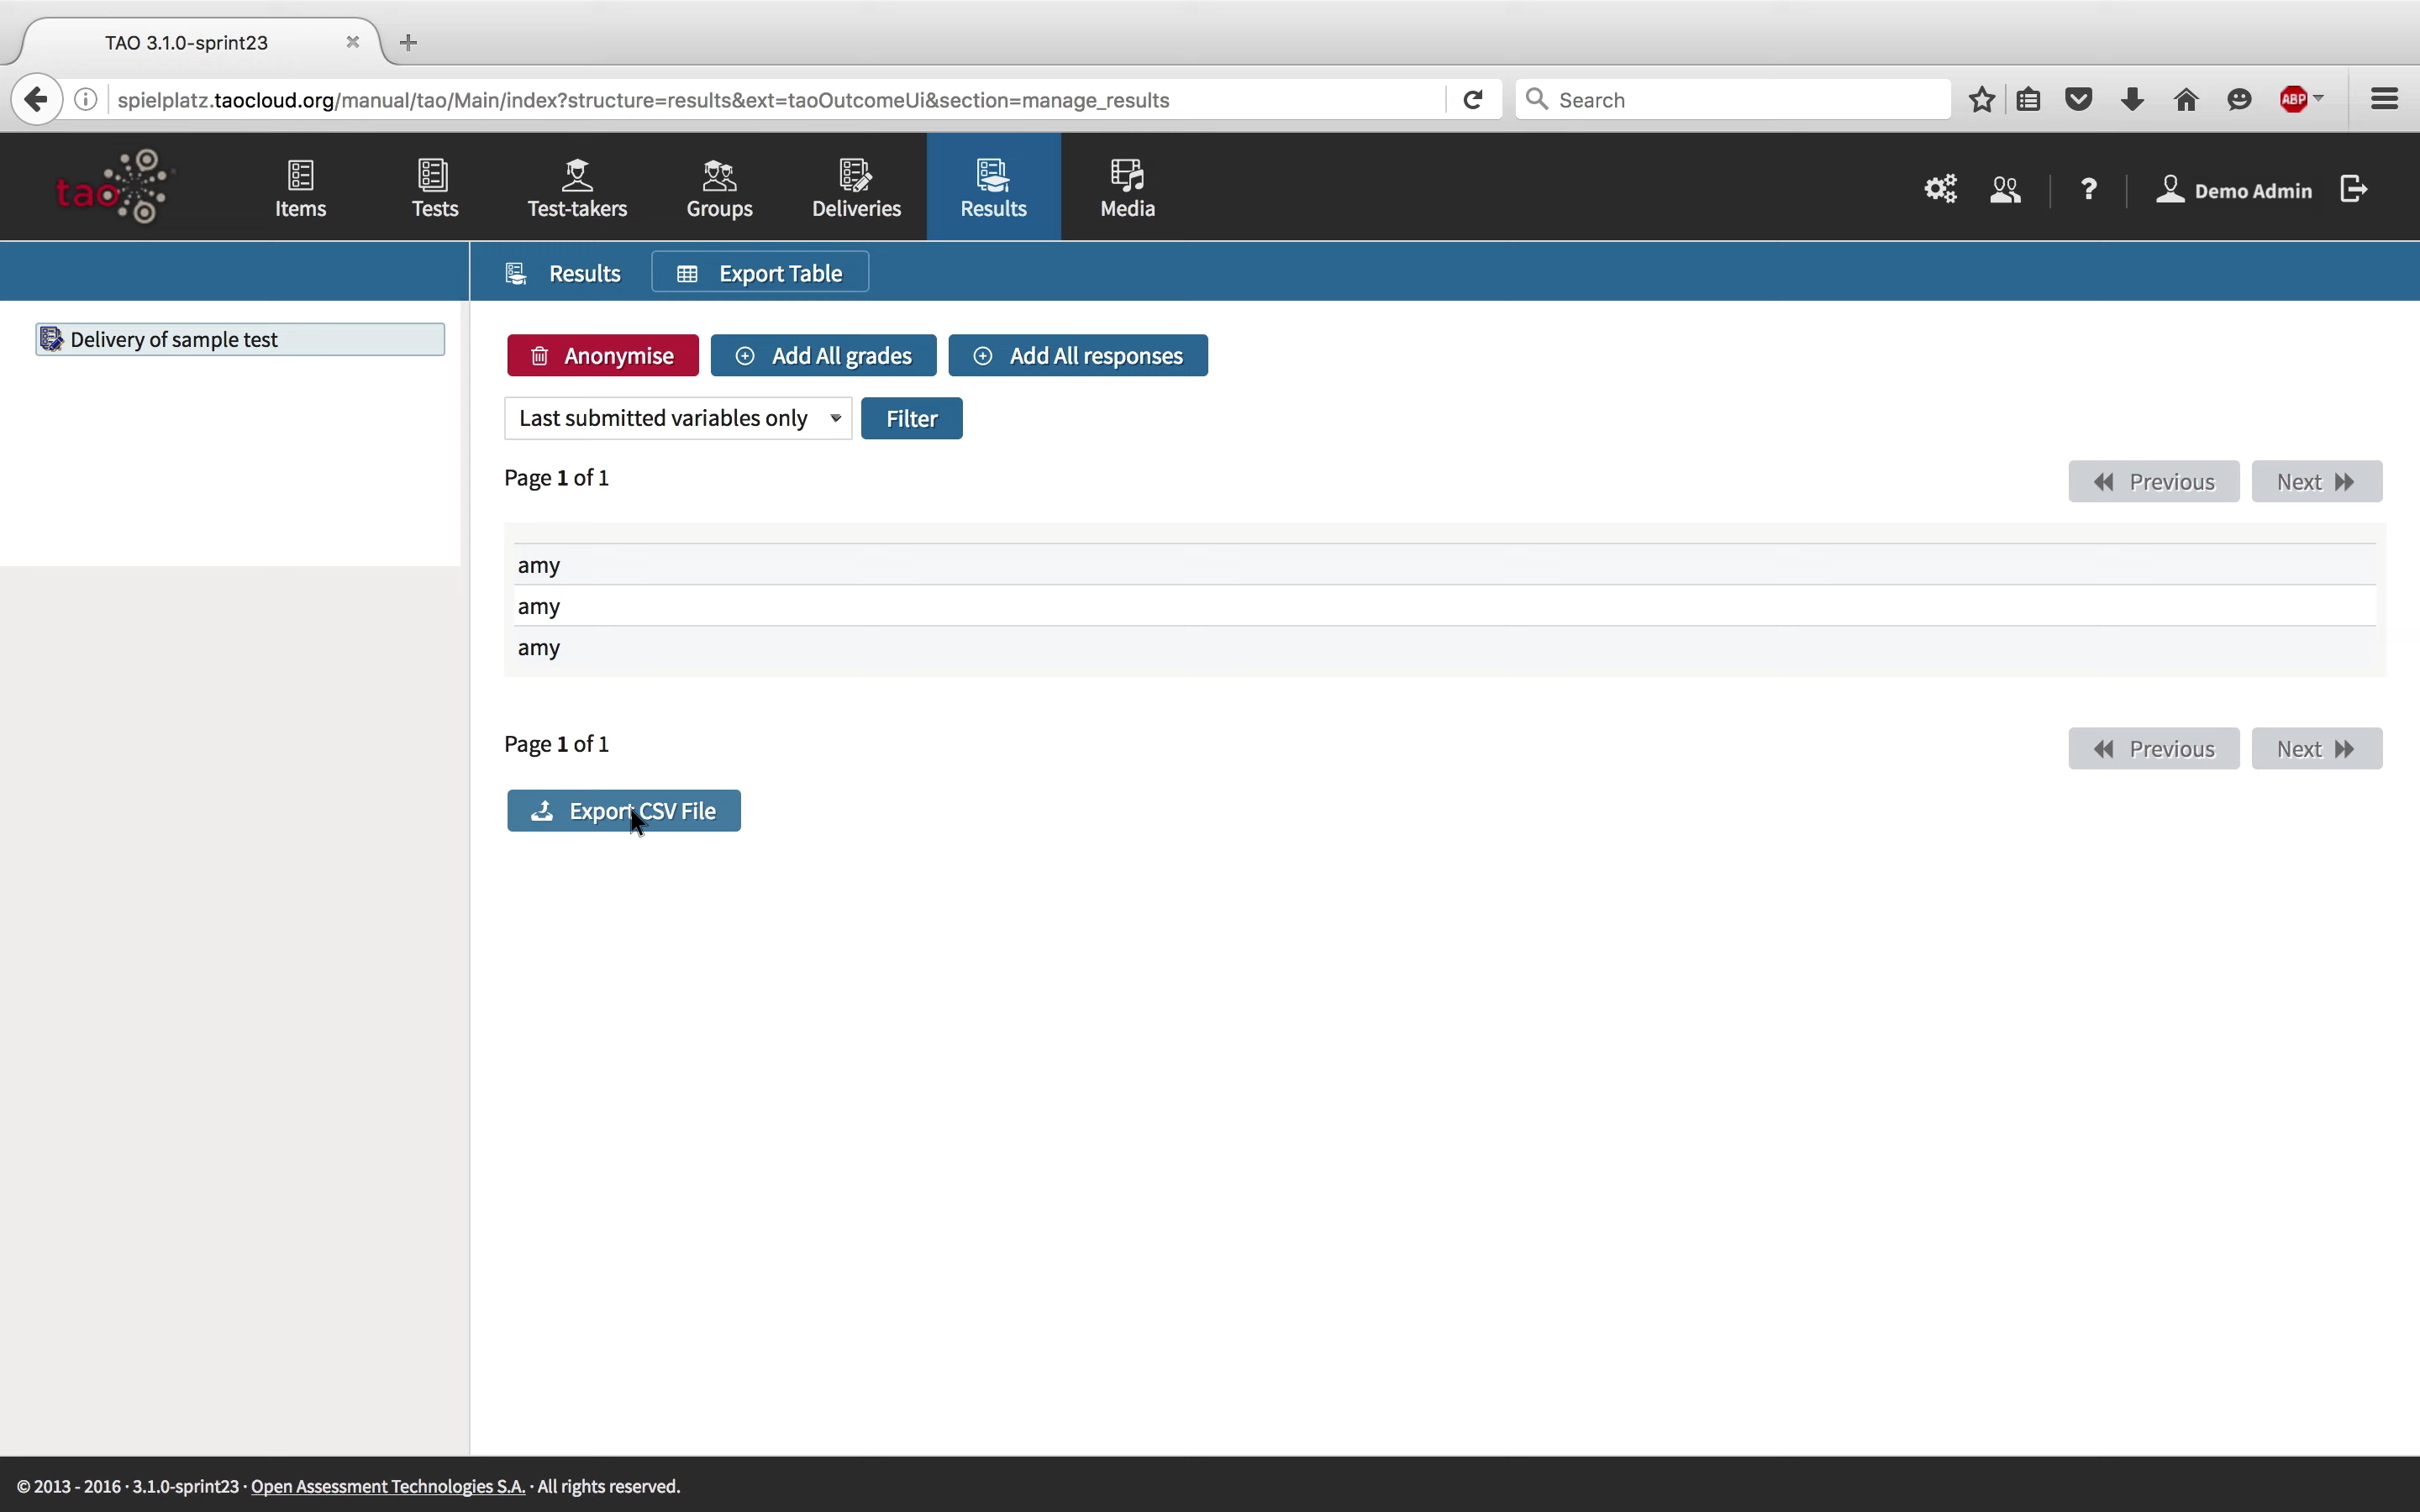 TAO 3.1.0-sprint23
spielplatz.taocloud.org/manual/tao/Main/index?structure=results&ext=taoOutcomeUi&section=manage_results
Search
ABP
tao
Items
Tests
Test-takers
Groups
Deliveries
Results
Media
?
Demo Admin
Results
Export Table
Delivery of sample test
Anonymise
Add All grades
Add All responses
Last submitted variables only
Filter
Page 1 of 1
Previous
Next
amy
amy
amy
Page 1 of 1
Previous
Next
Export CSV File
© 2013 - 2016 · 3.1.0-sprint23 · Open Assessment Technologies S.A. · All rights reserved.